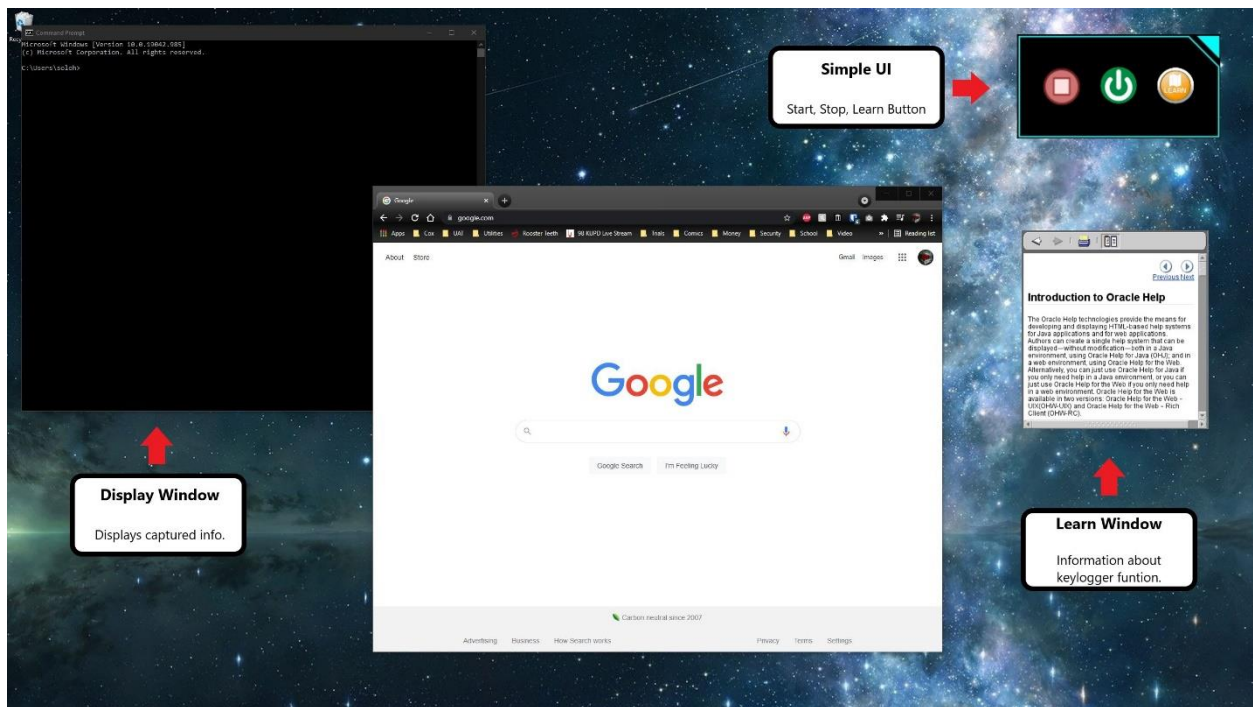 Command Prompt
Microsoft Windows [Version 10.0.19042.985]
(c) Microsoft Corporation. All rights reserved.
C:\Users\soloh>
Simple UI
Start, Stop, Learn Button
LEARN
Google
google.com
Apps Cox UAT Utilities Rooster Teeth 98 KUPD Live Stream Trials Comics Money Security School Video » Reading list
About Store Gmail Images
Google
Google Search I'm Feeling Lucky
Carbon neutral since 2007
Advertising Business How Search works Privacy Terms Settings
Previous Next
Introduction to Oracle Help
The Oracle Help technologies provide the means for
developing and displaying HTML-based help systems
for Java applications and for web applications.
Authors can create a single help system that can be
displayed—without modification—both in a Java
environment, using Oracle Help for Java (OHJ); and in
a web environment, using Oracle Help for the Web.
Alternatively, you can just use Oracle Help for Java if
you only need help in a Java environment, or you can
just use Oracle Help for the Web if you only need help
in a web environment. Oracle Help for the Web is
available in two versions: Oracle Help for the Web -
UIX(OHW-UIX) and Oracle Help for the Web - Rich
Client (OHW-RC).
Display Window
Displays captured info.
Learn Window
Information about
keylogger funtion.